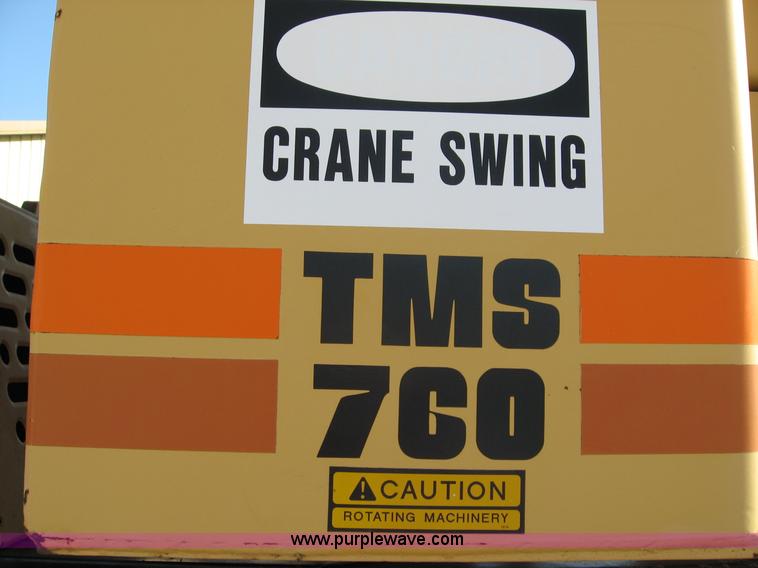 CRANE SWING
TMS
760
CAUTION
ROTATING MACHINERY
www.purplewave.com